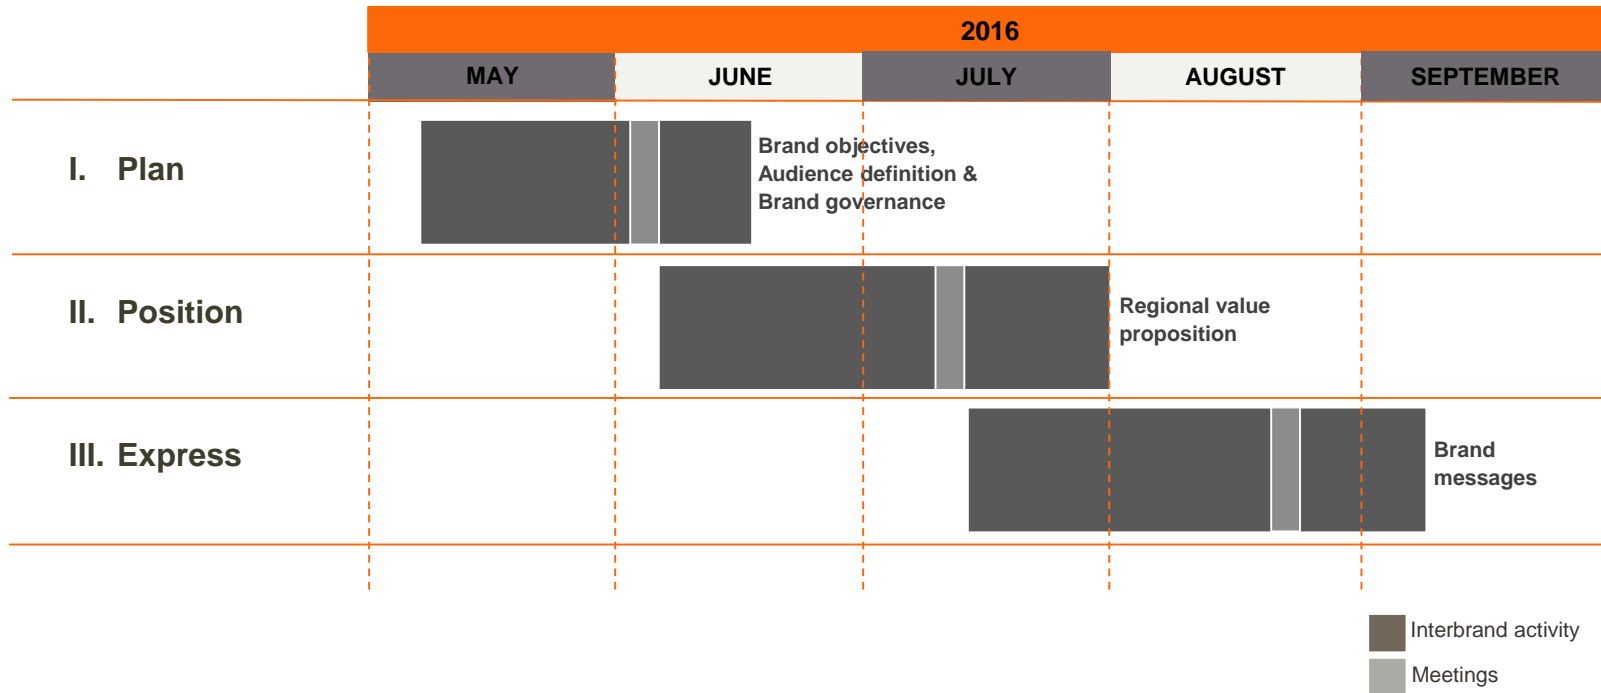 2016
MAY JUNE JULY AUGUST SEPTEMBER
I. Plan
Brand objectives,
Audience definition &
Brand governance
II. Position
Regional value
proposition
III. Express
Brand
messages
Interbrand activity
Meetings